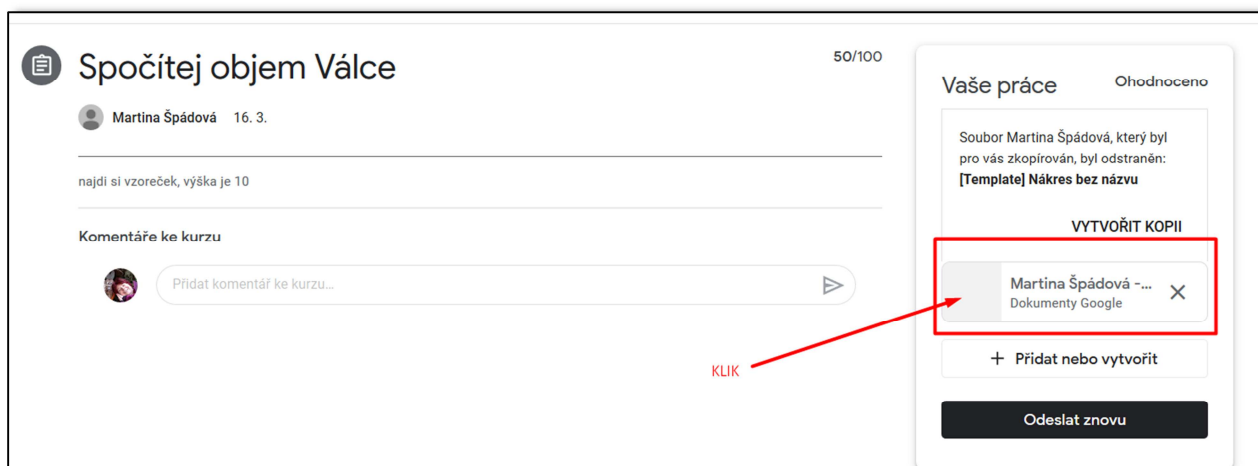 Spočítej objem Válce
50/100
Martina Špádová 16. 3.
najdi si vzoreček, výška je 10
Komentáře ke kurzu
Přidat komentář ke kurzu...
KLIK
Vaše práce Ohodnoceno
Soubor Martina Špádová, který byl
pro vás zkopírován, byl odstraněn:
[Template] Nákres bez názvu
VYTVOŘIT KOPII
Martina Špádová -...
Dokumenty Google
+ Přidat nebo vytvořit
Odeslat znovu